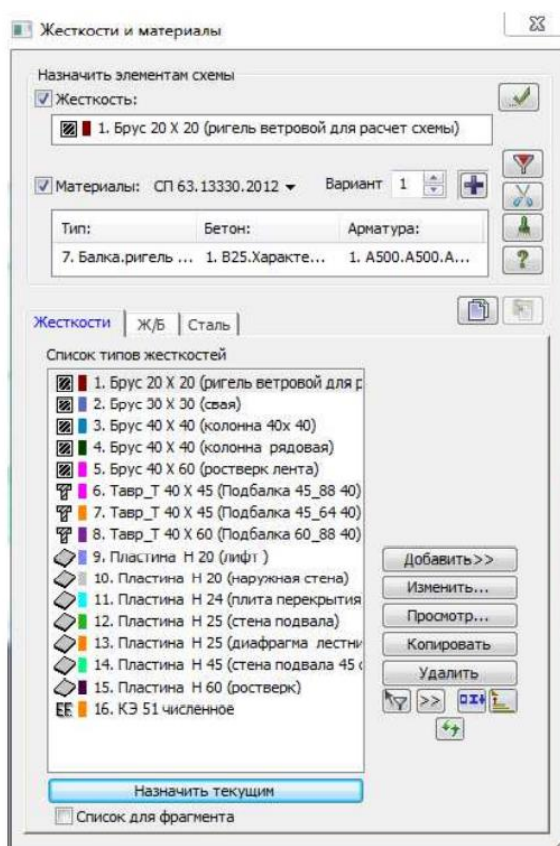 Жесткости и материалы
Назначить элементам схемы
Жесткость:
1. Брус 20 X 20 (ригель ветровой для расчет схемы)
Материалы: СП 63.13330.2012 Вариант 1
Тип: Бетон: Арматура:
7. Балка.ригель ... 1. B25.Характе... 1. A500.A500.A...
Жесткости Ж/Б Сталь
Список типов жесткостей
1. Брус 20 X 20 (ригель ветровой для р
2. Брус 30 X 30 (свая)
3. Брус 40 X 40 (колонна 40x 40)
4. Брус 40 X 40 (колонна рядовая)
5. Брус 40 X 60 (ростверк лента)
6. Тавр_T 40 X 45 (Подбалка 45_88 40)
7. Тавр_T 40 X 45 (Подбалка 45_64 40)
8. Тавр_T 40 X 60 (Подбалка 60_88 40)
9. Пластина H 20 (лифт )
10. Пластина H 20 (наружная стена)
11. Пластина H 24 (плита перекрытия
12. Пластина H 25 (стена подвала)
13. Пластина H 25 (диафрагма лестни
14. Пластина H 45 (стена подвала 45 с
15. Пластина H 60 (ростверк)
16. КЭ 51 численное
Добавить>>
Изменить...
Просмотр...
Копировать
Удалить
>>
Назначить текущим
Список для фрагмента